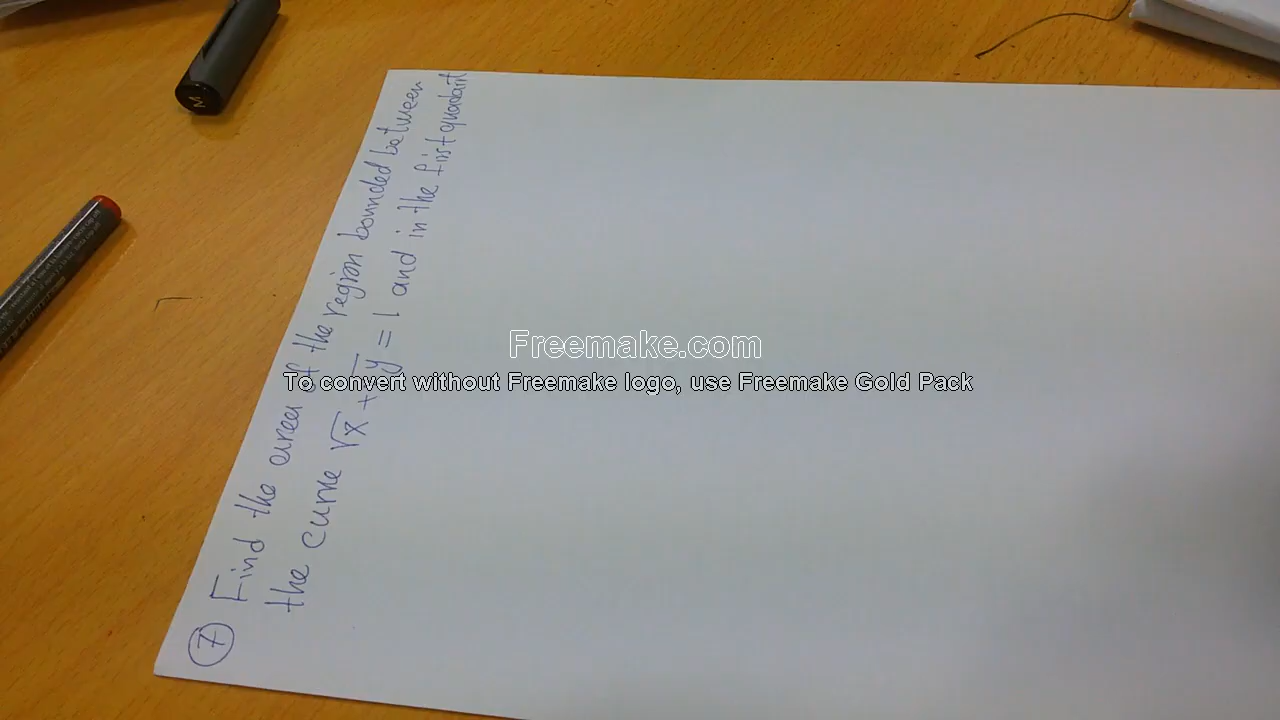 ⑦ Find the area of the region bounded between
the curve √x + √y = 1 and in the first quadant
Freemake.com
To convert without Freemake logo, use Freemake Gold Pack
M